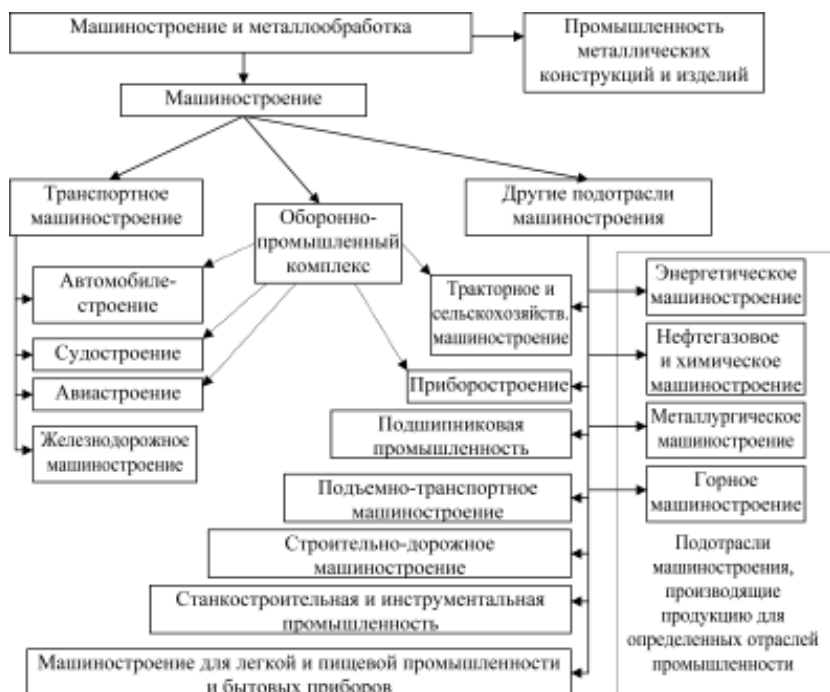 Машиностроение и металлообработка
Промышленность
металлических
конструкций и изделий
Машиностроение
Транспортное
машиностроение
Оборонно-
промышленный
комплекс
Другие подотрасли
машиностроения
Автомобиле-
строение
Судостроение
Авиастроение
Железнодорожное
машиностроение
Тракторное и
сельскохозяйств.
машиностроение
Приборостроение
Подшипниковая
промышленность
Подъемно-транспортное
машиностроение
Строительно-дорожное
машиностроение
Станкостроительная и инструментальная
промышленность
Машиностроение для легкой и пищевой промышленности
и бытовых приборов
Энергетическое
машиностроение
Нефтегазовое
и химическое
машиностроение
Металлургическое
машиностроение
Горное
машиностроение
Подотрасли
машиностроения,
производящие
продукцию для
определенных отраслей
промышленности